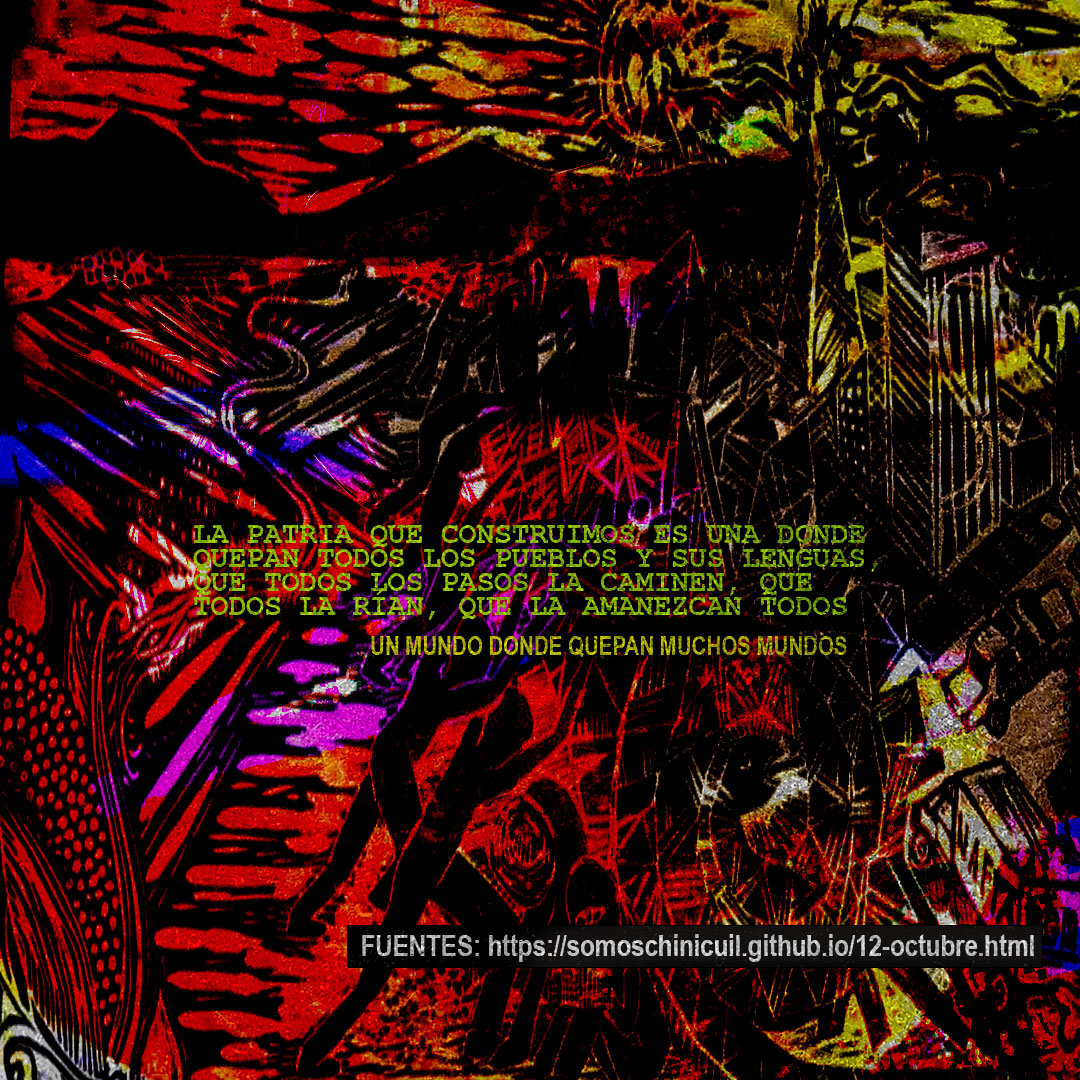 LA PATRIA QUE CONSTRUIMOS ES UNA DONDE
QUEPAN TODOS LOS PUEBLOS Y SUS LENGUAS,
QUE TODOS LOS PASOS LA CAMINEN, QUE
TODOS LA RÍAN, QUE LA AMANEZCAN TODOS
UN MUNDO DONDE QUEPAN MUCHOS MUNDOS
FUENTES: https://somoschinicuil.github.io/12-octubre.html